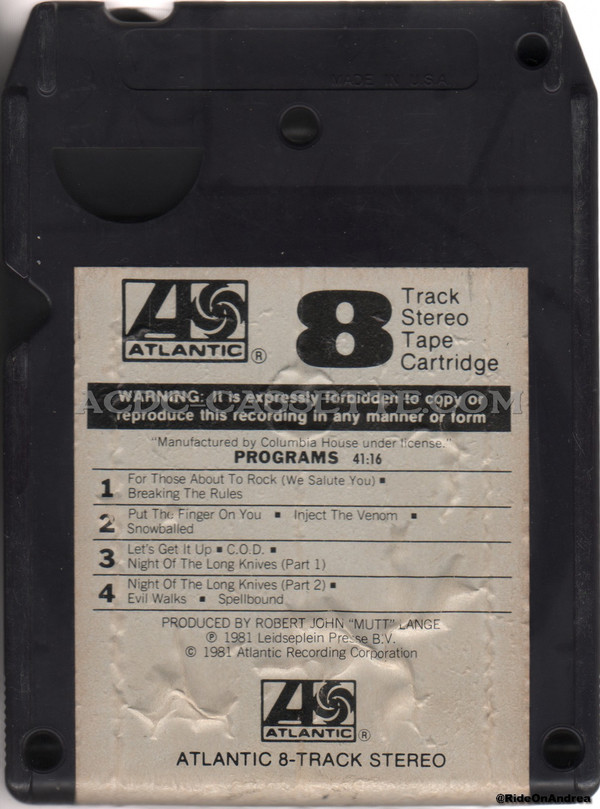 MADE IN U.S.A.
ATLANTIC®
8 Track
Stereo
Tape
Cartridge
WARNING: It is expressly forbidden to copy or
reproduce this recording in any manner or form
ACDC-CASSETTE.COM
"Manufactured by Columbia House under license."
PROGRAMS 41:16
1 For Those About To Rock (We Salute You) ■
Breaking The Rules
2 Put The Finger On You ■ Inject The Venom ■
Snowballed
3 Let's Get It Up ■ C.O.D. ■
Night Of The Long Knives (Part 1)
4 Night Of The Long Knives (Part 2) ■
Evil Walks ■ Spellbound
PRODUCED BY ROBERT JOHN "MUTT" LANGE
℗ 1981 Leidseplein Presse B.V.
© 1981 Atlantic Recording Corporation
ATLANTIC®
ATLANTIC 8-TRACK STEREO
@RideOnAndrea